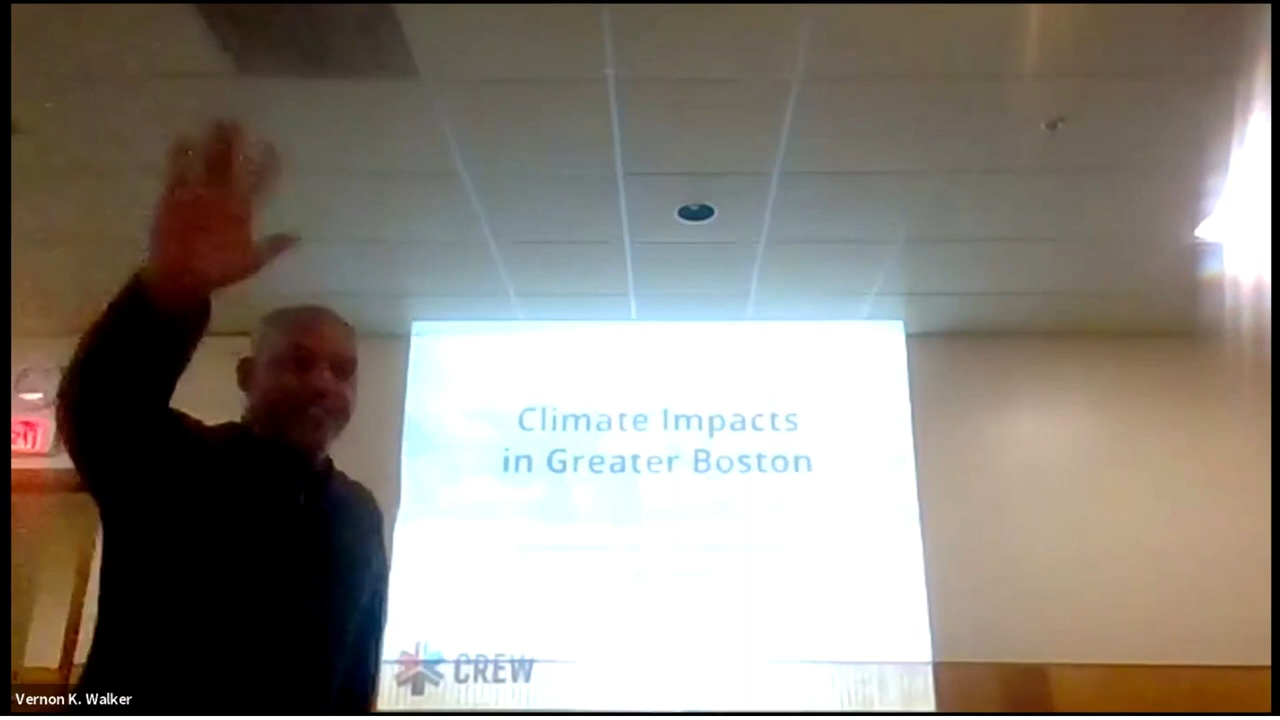 Climate Impacts
in Greater Boston
CREW
Vernon K. Walker